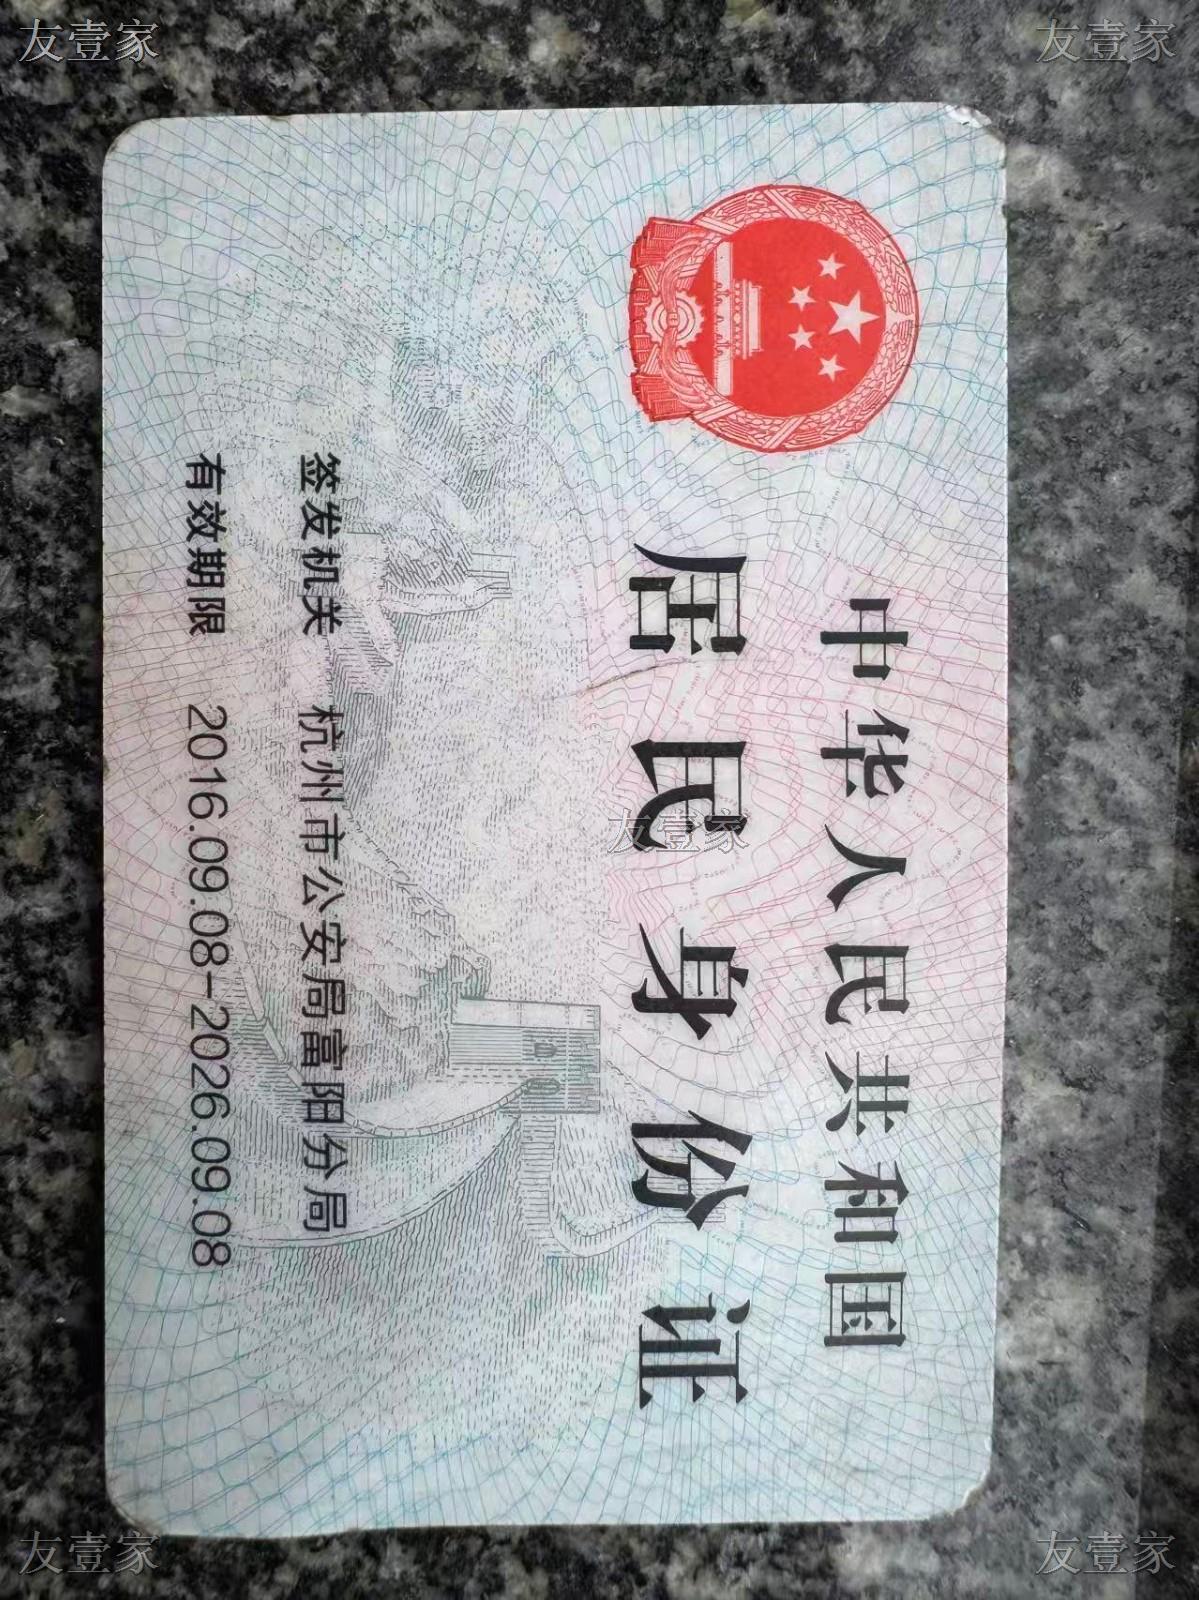 友壹家
友壹家
中华人民共和国
居民身份证
友壹家
签发机关 杭州市公安局富阳分局
有效期限 2016.09.08-2026.09.08
友壹家
友壹家